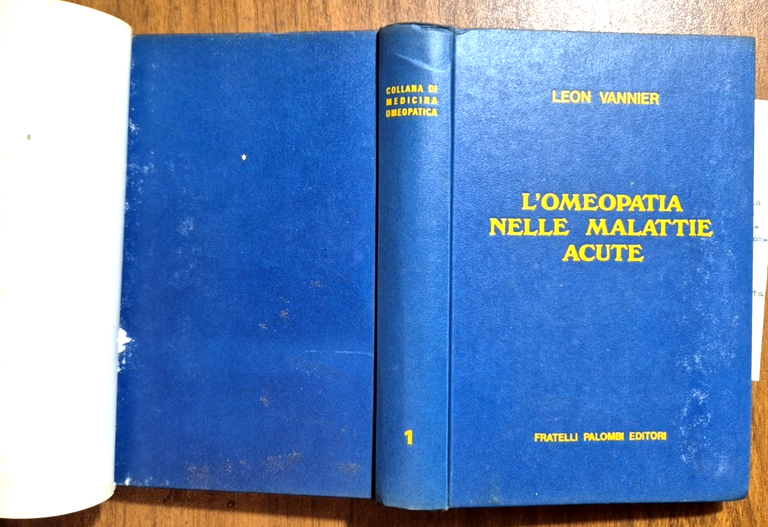 COLLANA DI
MEDICINA
OMEOPATICA
1
LEON VANNIER
L'OMEOPATIA
NELLE MALATTIE
ACUTE
FRATELLI PALOMBI EDITORI